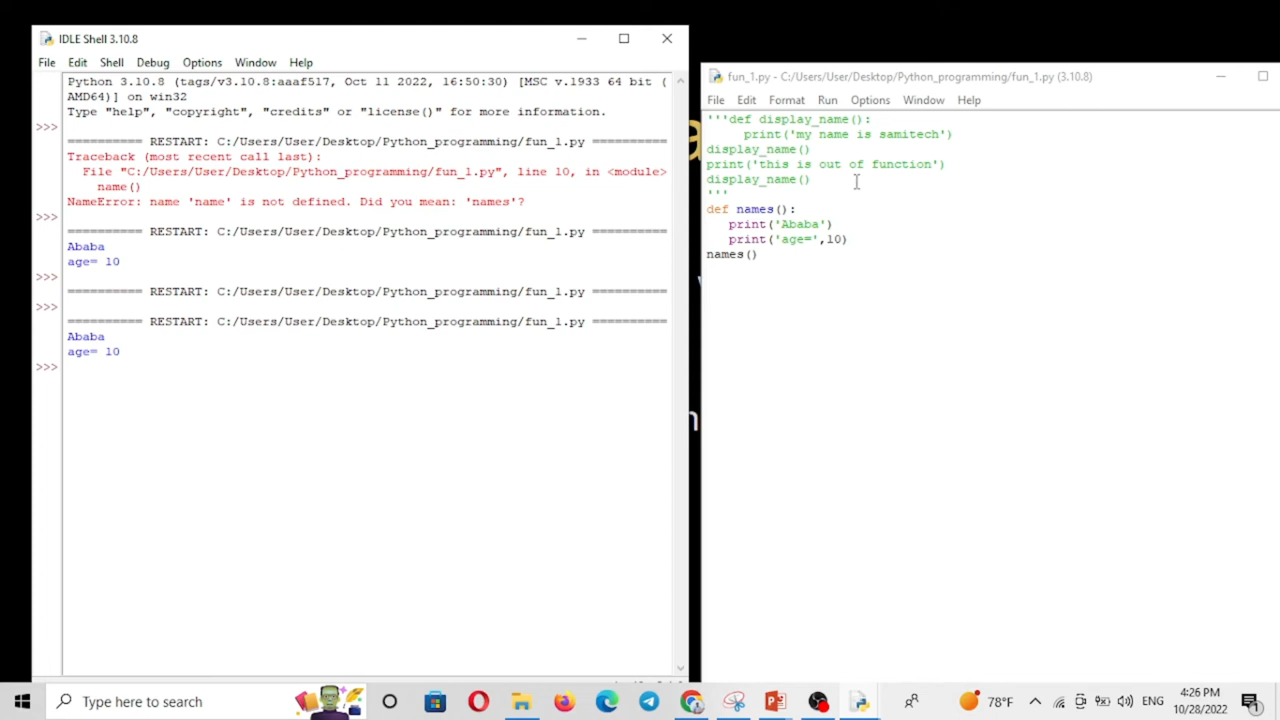 IDLE Shell 3.10.8
File Edit Shell Debug Options Window Help
Python 3.10.8 (tags/v3.10.8:aaaf517, Oct 11 2022, 16:50:30) [MSC v.1933 64 bit (
AMD64)] on win32
Type "help", "copyright", "credits" or "license()" for more information.
>>>
========== RESTART: C:/Users/User/Desktop/Python_programming/fun_1.py ==========
Traceback (most recent call last):
  File "C:/Users/User/Desktop/Python_programming/fun_1.py", line 10, in <module>
    name()
NameError: name 'name' is not defined. Did you mean: 'names'?
>>>
========== RESTART: C:/Users/User/Desktop/Python_programming/fun_1.py ==========
Ababa
age= 10
>>>
========== RESTART: C:/Users/User/Desktop/Python_programming/fun_1.py ==========
>>>
========== RESTART: C:/Users/User/Desktop/Python_programming/fun_1.py ==========
Ababa
age= 10
>>>
fun_1.py - C:/Users/User/Desktop/Python_programming/fun_1.py (3.10.8)
File Edit Format Run Options Window Help
'''def display_name():
     print('my name is samitech')
display_name()
print('this is out of function')
display_name()
'''
def names():
   print('Ababa')
   print('age=',10)
names()
Type here to search
78°F
ENG
4:26 PM
10/28/2022
1